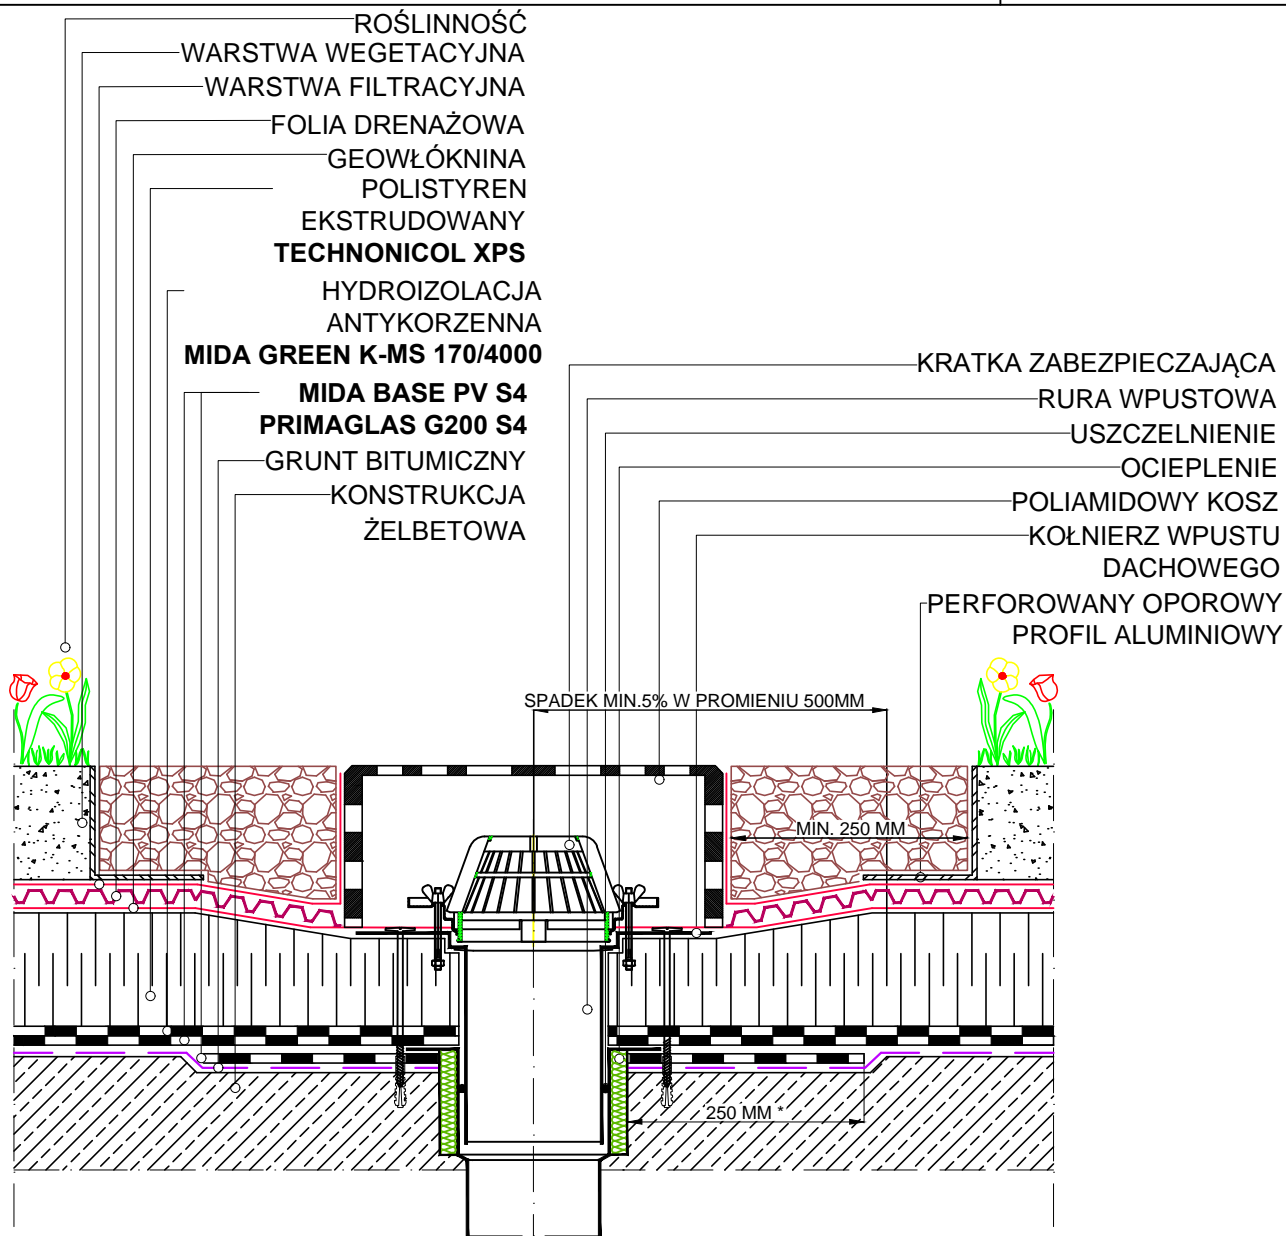 ROŚLINNOŚĆ
WARSTWA WEGETACYJNA
WARSTWA FILTRACYJNA
FOLIA DRENAŻOWA
GEOWŁÓKNINA
POLISTYREN
EKSTRUDOWANY
TECHNONICOL XPS
HYDROIZOLACJA
ANTYKORZENNA
MIDA GREEN K-MS 170/4000
MIDA BASE PV S4
PRIMAGLAS G200 S4
GRUNT BITUMICZNY
KONSTRUKCJA
ŻELBETOWA
KRATKA ZABEZPIECZAJĄCA
RURA WPUSTOWA
USZCZELNIENIE
OCIEPLENIE
POLIAMIDOWY KOSZ
KOŁNIERZ WPUSTU
DACHOWEGO
PERFOROWANY OPOROWY
PROFIL ALUMINIOWY
SPADEK MIN.5% W PROMIENIU 500MM
MIN. 250 MM
250 MM *